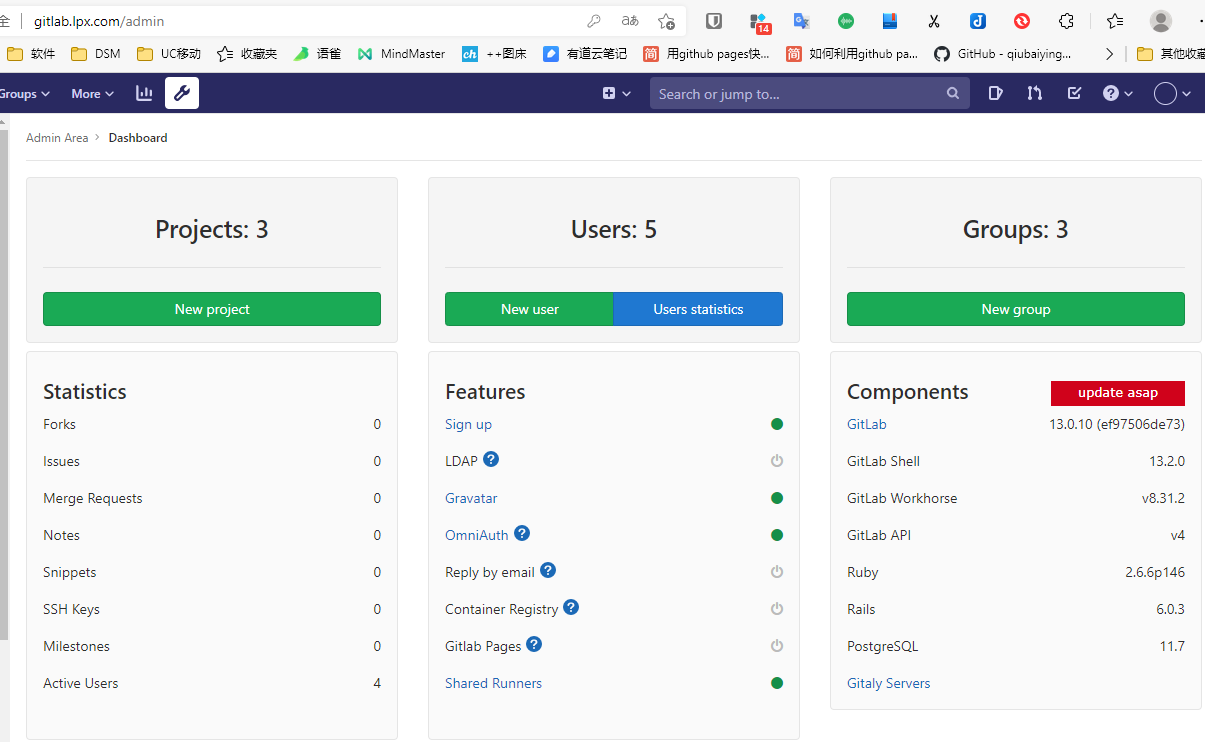 全 gitlab.lpx.com/admin aあ 14
软件 DSM UC移动 收藏夹 语雀 MindMaster ch ++图床 有道云笔记 简 用github pages快... 简 如何利用github pa... GitHub - qiubaiying... 其他收藏
Groups More Search or jump to... ?
Admin Area > Dashboard
Projects: 3
New project
Users: 5
New user Users statistics
Groups: 3
New group
Statistics
Forks 0
Issues 0
Merge Requests 0
Notes 0
Snippets 0
SSH Keys 0
Milestones 0
Active Users 4
Features
Sign up
LDAP ?
Gravatar
OmniAuth ?
Reply by email ?
Container Registry ?
Gitlab Pages ?
Shared Runners
Components update asap
GitLab 13.0.10 (ef97506de73)
GitLab Shell 13.2.0
GitLab Workhorse v8.31.2
GitLab API v4
Ruby 2.6.6p146
Rails 6.0.3
PostgreSQL 11.7
Gitaly Servers